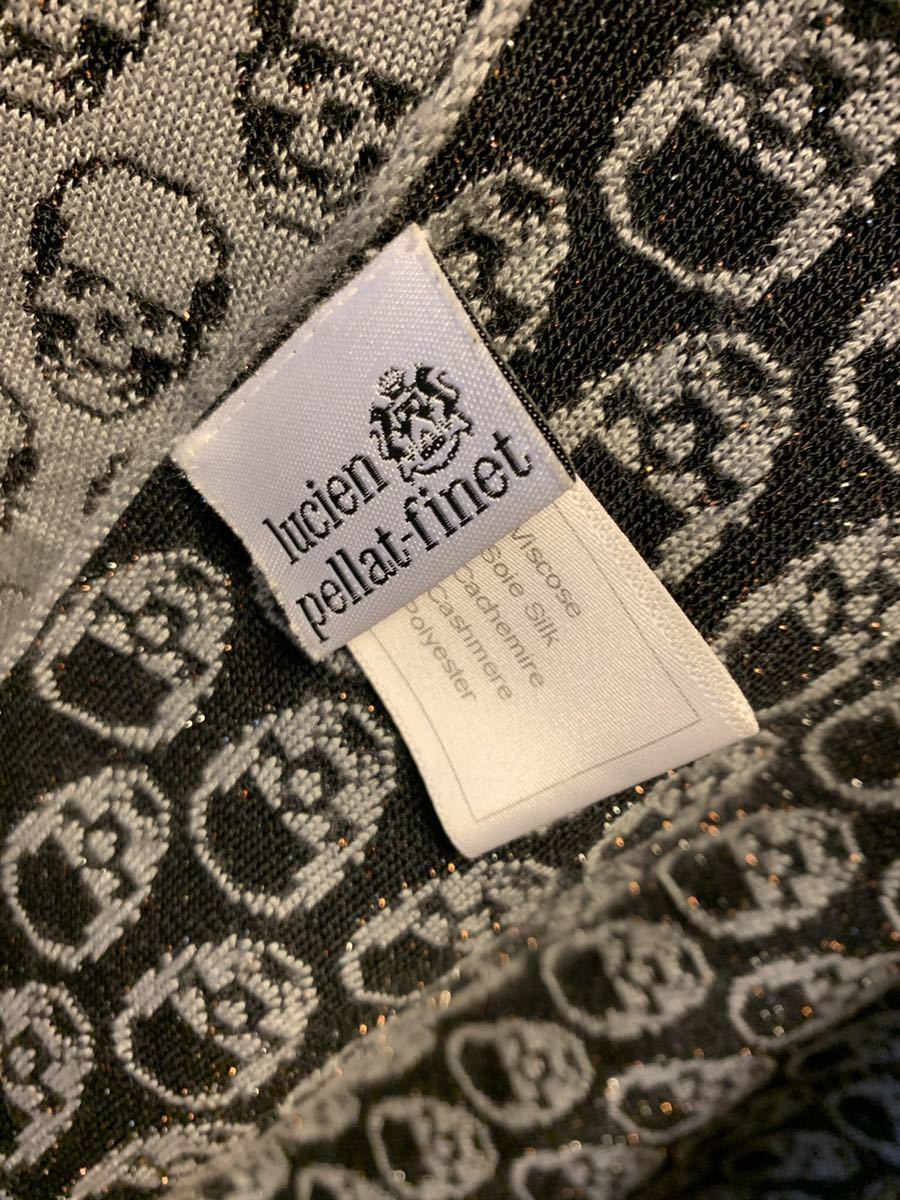 lucien
pellat-finet
Viscose
Soie Silk
Cachemire
Cashmere
Polyester